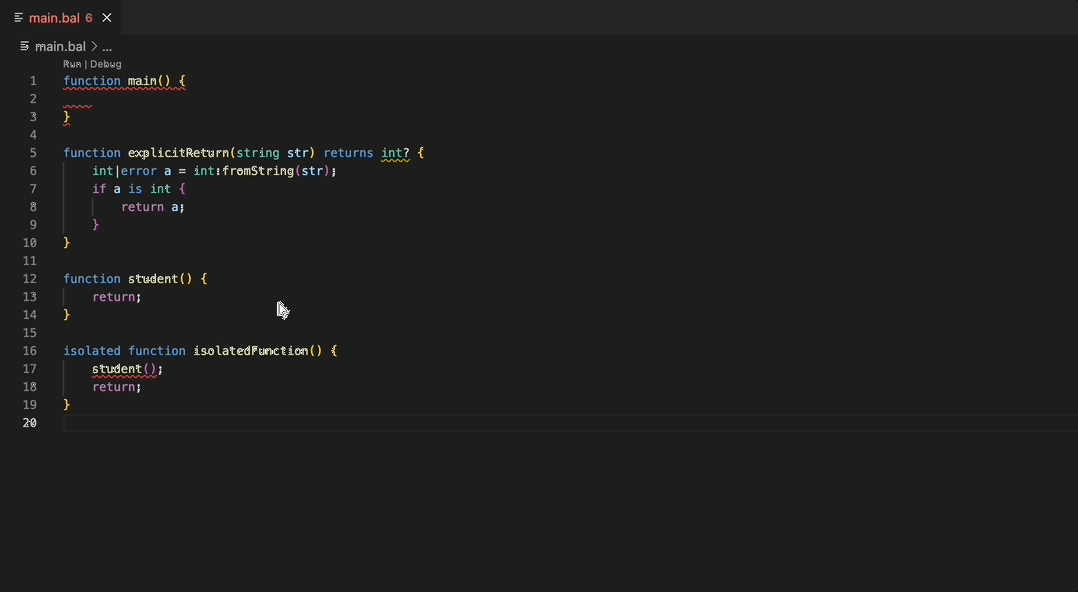 main.bal 6
main.bal > ...
Run | Debug
1 function main() {
2
3 }
4
5 function explicitReturn(string str) returns int? {
6 int|error a = int:fromString(str);
7 if a is int {
8 return a;
9 }
10 }
11
12 function student() {
13 return;
14 }
15
16 isolated function isolatedFunction() {
17 student();
18 return;
19 }
20